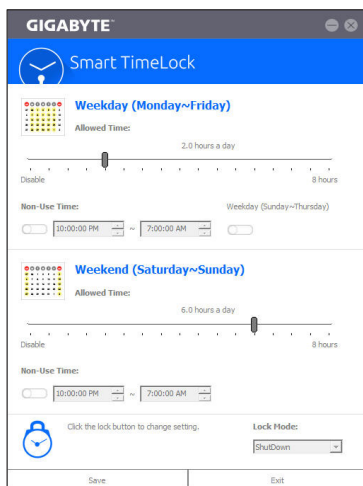 GIGABYTE™
Smart TimeLock
Weekday (Monday~Friday)
Allowed Time:
2.0 hours a day
Disable 8 hours
Non-Use Time: Weekday (Sunday~Thursday)
10:00:00 PM ~ 7:00:00 AM
Weekend (Saturday~Sunday)
Allowed Time:
6.0 hours a day
Disable 8 hours
Non-Use Time:
10:00:00 PM ~ 7:00:00 AM
Click the lock button to change setting. Lock Mode:
ShutDown
Save Exit